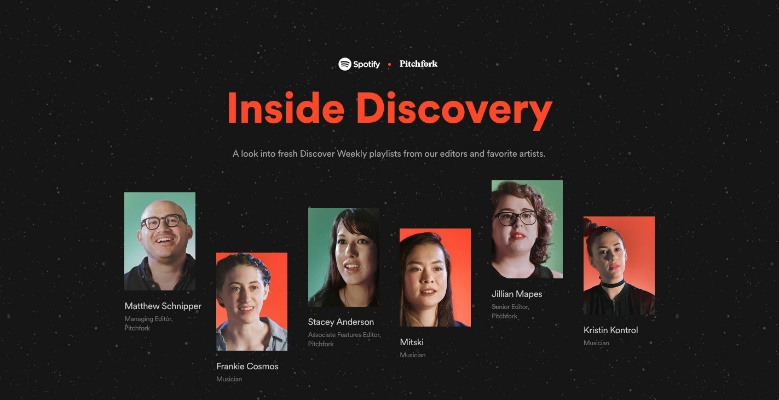 Spotify • Pitchfork
Inside Discovery
A look into fresh Discover Weekly playlists from our editors and favorite artists.
Matthew Schnipper
Managing Editor,
Pitchfork
Frankie Cosmos
Musician
Stacey Anderson
Associate Features Editor,
Pitchfork
Mitski
Musician
Jillian Mapes
Senior Editor,
Pitchfork
Kristin Kontrol
Musician